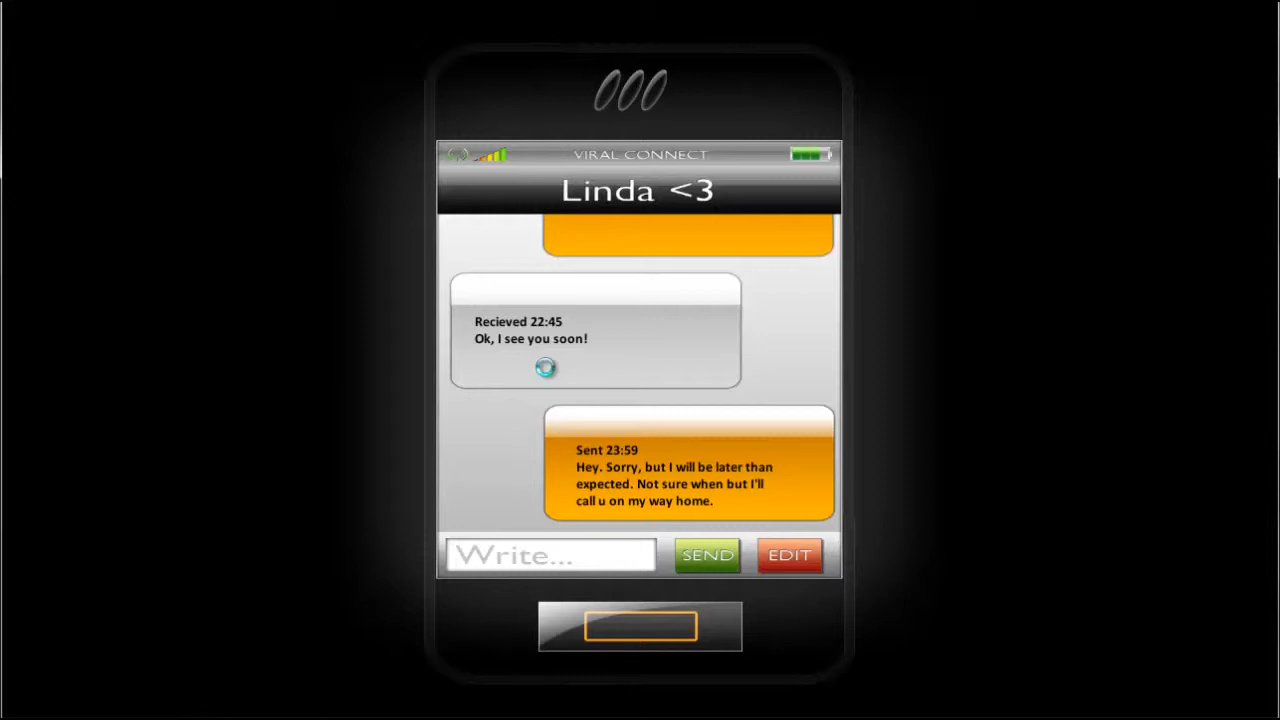 VIRAL CONNECT
Linda <3
Recieved 22:45
Ok, I see you soon!
Sent 23:59
Hey. Sorry, but I will be later than
expected. Not sure when but I'll
call u on my way home.
Write...
SEND
EDIT